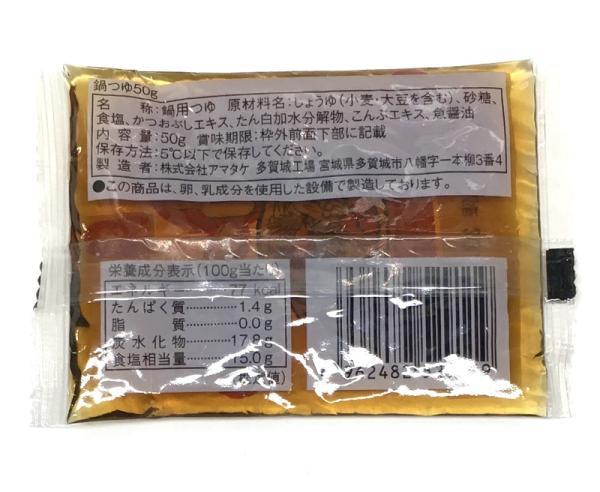 鍋つゆ50g
名 称:鍋用つゆ 原材料名:しょうゆ(小麦・大豆を含む)、砂糖、
食塩、かつおぶしエキス、たん白加水分解物、こんぶエキス、魚醤油
内 容 量:50g 賞味期限:枠外前面下部に記載
保存方法:5℃以下で保存してください。
製 造 者:株式会社アマタケ 多賀城工場 宮城県多賀城市八幡字一本柳3番4
●この商品は、卵、乳成分を使用した設備で製造しております。
栄養成分表示(100g当たり)
エネルギー 77 kcal
たんぱく質………1.4g
脂 質………0.0g
炭水化物………17.8g
食塩相当量………15.0g